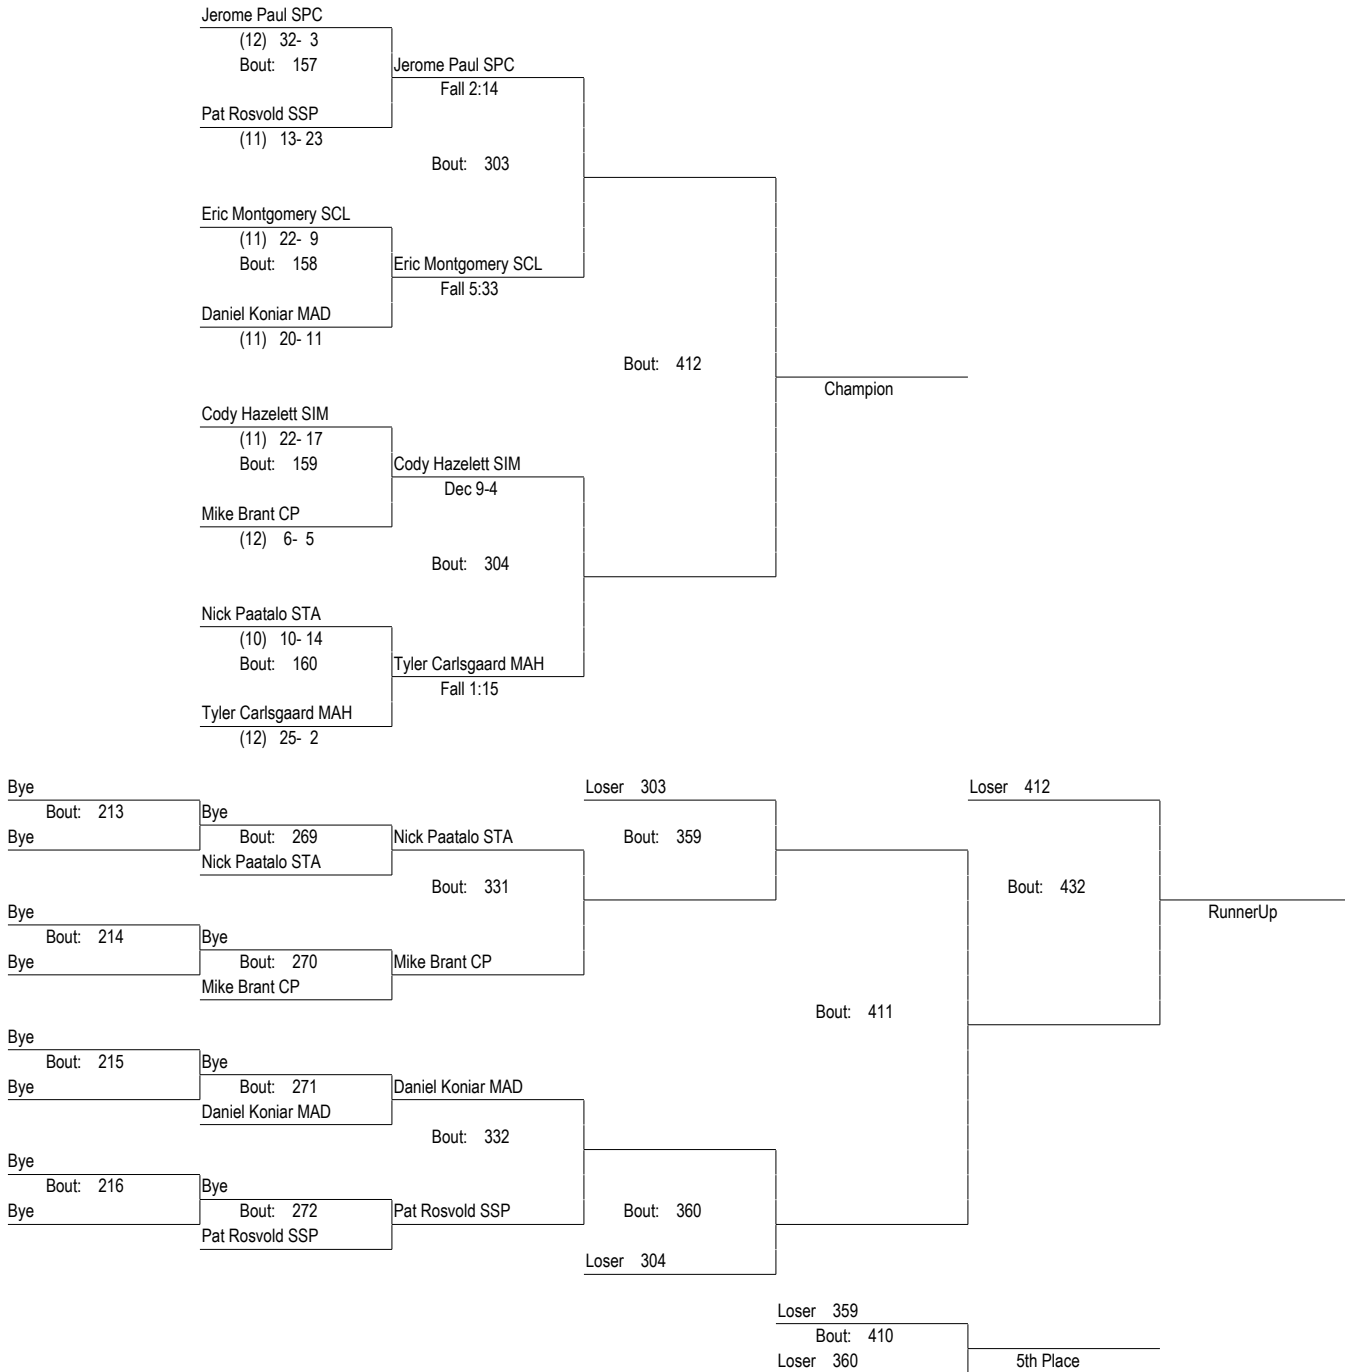 Jerome Paul SPC
(12) 32- 3
Bout: 157
Jerome Paul SPC
Fall 2:14
Pat Rosvold SSP
(11) 13- 23
Bout: 303
Eric Montgomery SCL
(11) 22- 9
Bout: 158
Eric Montgomery SCL
Fall 5:33
Daniel Koniar MAD
(11) 20- 11
Bout: 412
Champion
Cody Hazelett SIM
(11) 22- 17
Bout: 159
Cody Hazelett SIM
Dec 9-4
Mike Brant CP
(12) 6- 5
Bout: 304
Nick Paatalo STA
(10) 10- 14
Bout: 160
Tyler Carlsgaard MAH
Fall 1:15
Tyler Carlsgaard MAH
(12) 25- 2
Bye
Loser 303
Loser 412
Bout: 213
Bye
Bye
Bout: 269
Nick Paatalo STA
Bout: 359
Nick Paatalo STA
Bout: 331
Bout: 432
Bye
RunnerUp
Bout: 214
Bye
Bye
Bout: 270
Mike Brant CP
Mike Brant CP
Bout: 411
Bye
Bout: 215
Bye
Bye
Bout: 271
Daniel Koniar MAD
Daniel Koniar MAD
Bout: 332
Bye
Bout: 216
Bye
Bye
Bout: 272
Pat Rosvold SSP
Bout: 360
Pat Rosvold SSP
Loser 304
Loser 359
Bout: 410
Loser 360
5th Place